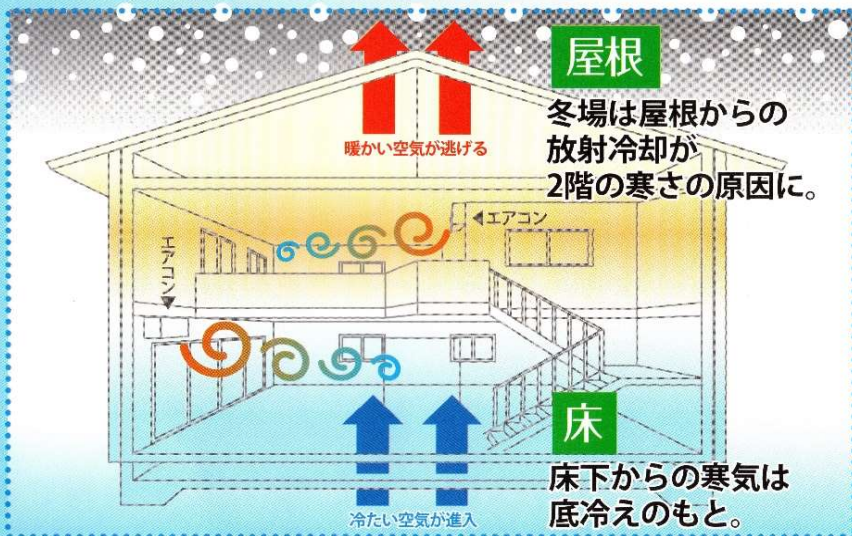 屋根
冬場は屋根からの
放射冷却が
2階の寒さの原因に。
暖かい空気が逃げる
エアコン
エアコン
床
床下からの寒気は
底冷えのもと。
冷たい空気が進入